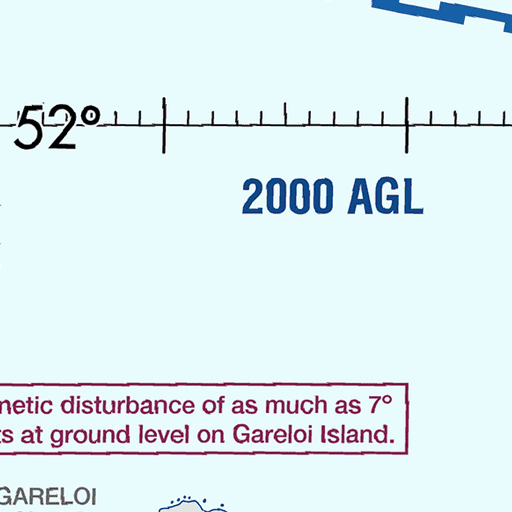 52°
2000 AGL
netic disturbance of as much as 7°
ts at ground level on Gareloi Island.
GARELOI